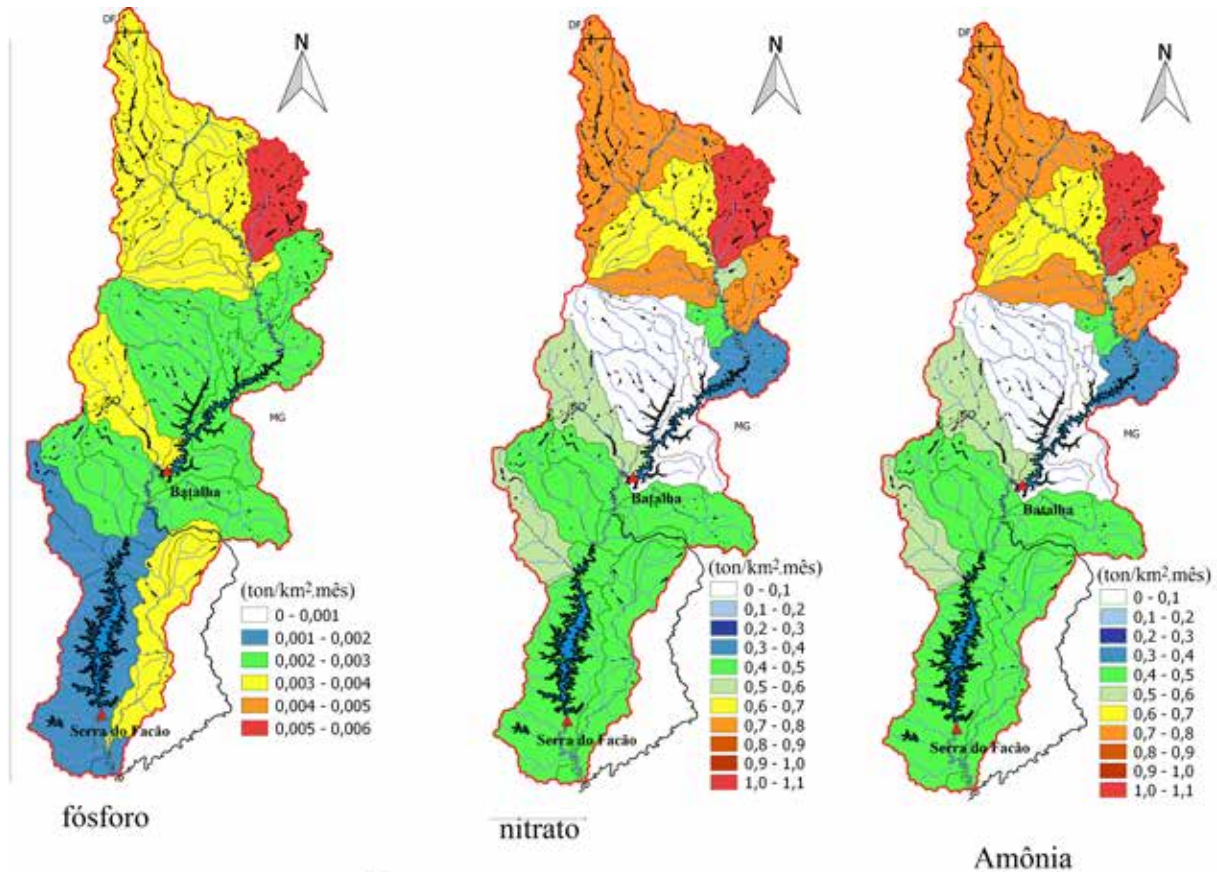 DF
N
MG
Batalha
Serra do Facão
(ton/km².mês)
0 - 0,001
0,001 - 0,002
0,002 - 0,003
0,003 - 0,004
0,004 - 0,005
0,005 - 0,006
fósforo
DF
N
MG
Batalha
Serra do Facão
(ton/km².mês)
0 - 0,1
0,1 - 0,2
0,2 - 0,3
0,3 - 0,4
0,4 - 0,5
0,5 - 0,6
0,6 - 0,7
0,7 - 0,8
0,8 - 0,9
0,9 - 1,0
1,0 - 1,1
nitrato
DF
N
MG
Batalha
Serra do Facão
(ton/km².mês)
0 - 0,1
0,1 - 0,2
0,2 - 0,3
0,3 - 0,4
0,4 - 0,5
0,5 - 0,6
0,6 - 0,7
0,7 - 0,8
0,8 - 0,9
0,9 - 1,0
1,0 - 1,1
Amônia